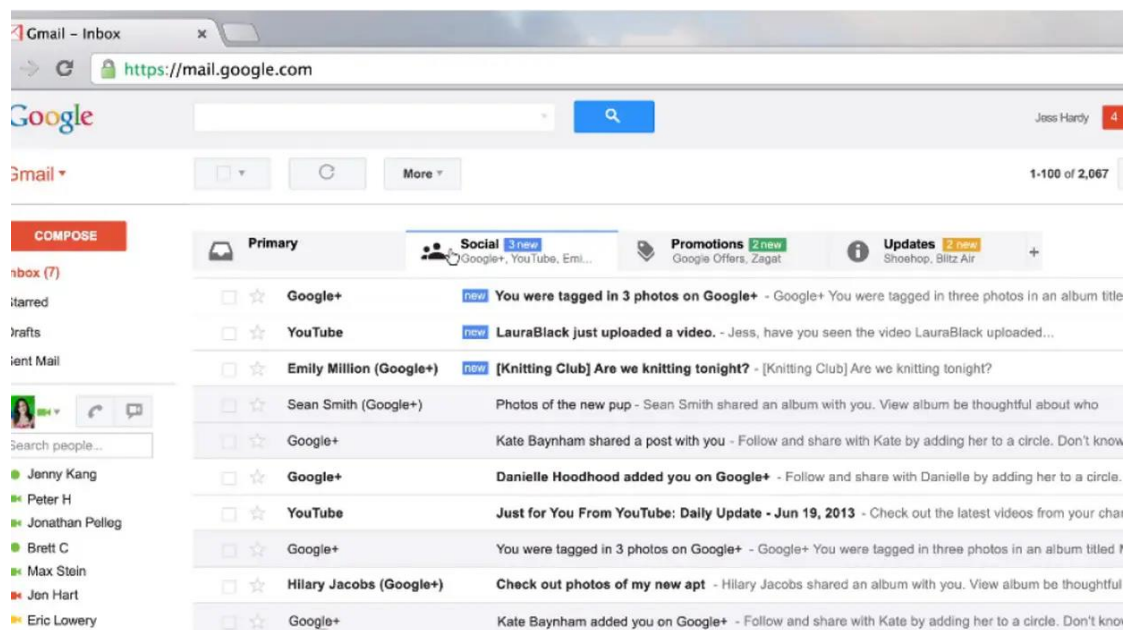 Gmail – Inbox
https://mail.google.com
Google
Jess Hardy 4
Gmail
More
1-100 of 2,067
COMPOSE
Primary
Social 3 new
Google+, YouTube, Emi...
Promotions 2 new
Google Offers, Zagat
Updates 2 new
Shoehop, Blitz Air
+
nbox (7)
tarred
rafts
ent Mail
Search people...
Jenny Kang
Peter H
Jonathan Pelleg
Brett C
Max Stein
Jen Hart
Eric Lowery
Google+ new You were tagged in 3 photos on Google+ - Google+ You were tagged in three photos in an album title
YouTube new LauraBlack just uploaded a video. - Jess, have you seen the video LauraBlack uploaded...
Emily Million (Google+) new [Knitting Club] Are we knitting tonight? - [Knitting Club] Are we knitting tonight?
Sean Smith (Google+) Photos of the new pup - Sean Smith shared an album with you. View album be thoughtful about who
Google+ Kate Baynham shared a post with you - Follow and share with Kate by adding her to a circle. Don't know
Google+ Danielle Hoodhood added you on Google+ - Follow and share with Danielle by adding her to a circle.
YouTube Just for You From YouTube: Daily Update - Jun 19, 2013 - Check out the latest videos from your chan
Google+ You were tagged in 3 photos on Google+ - Google+ You were tagged in three photos in an album titled
Hilary Jacobs (Google+) Check out photos of my new apt - Hilary Jacobs shared an album with you. View album be thoughtful
Google+ Kate Baynham added you on Google+ - Follow and share with Kate by adding her to a circle. Don't know